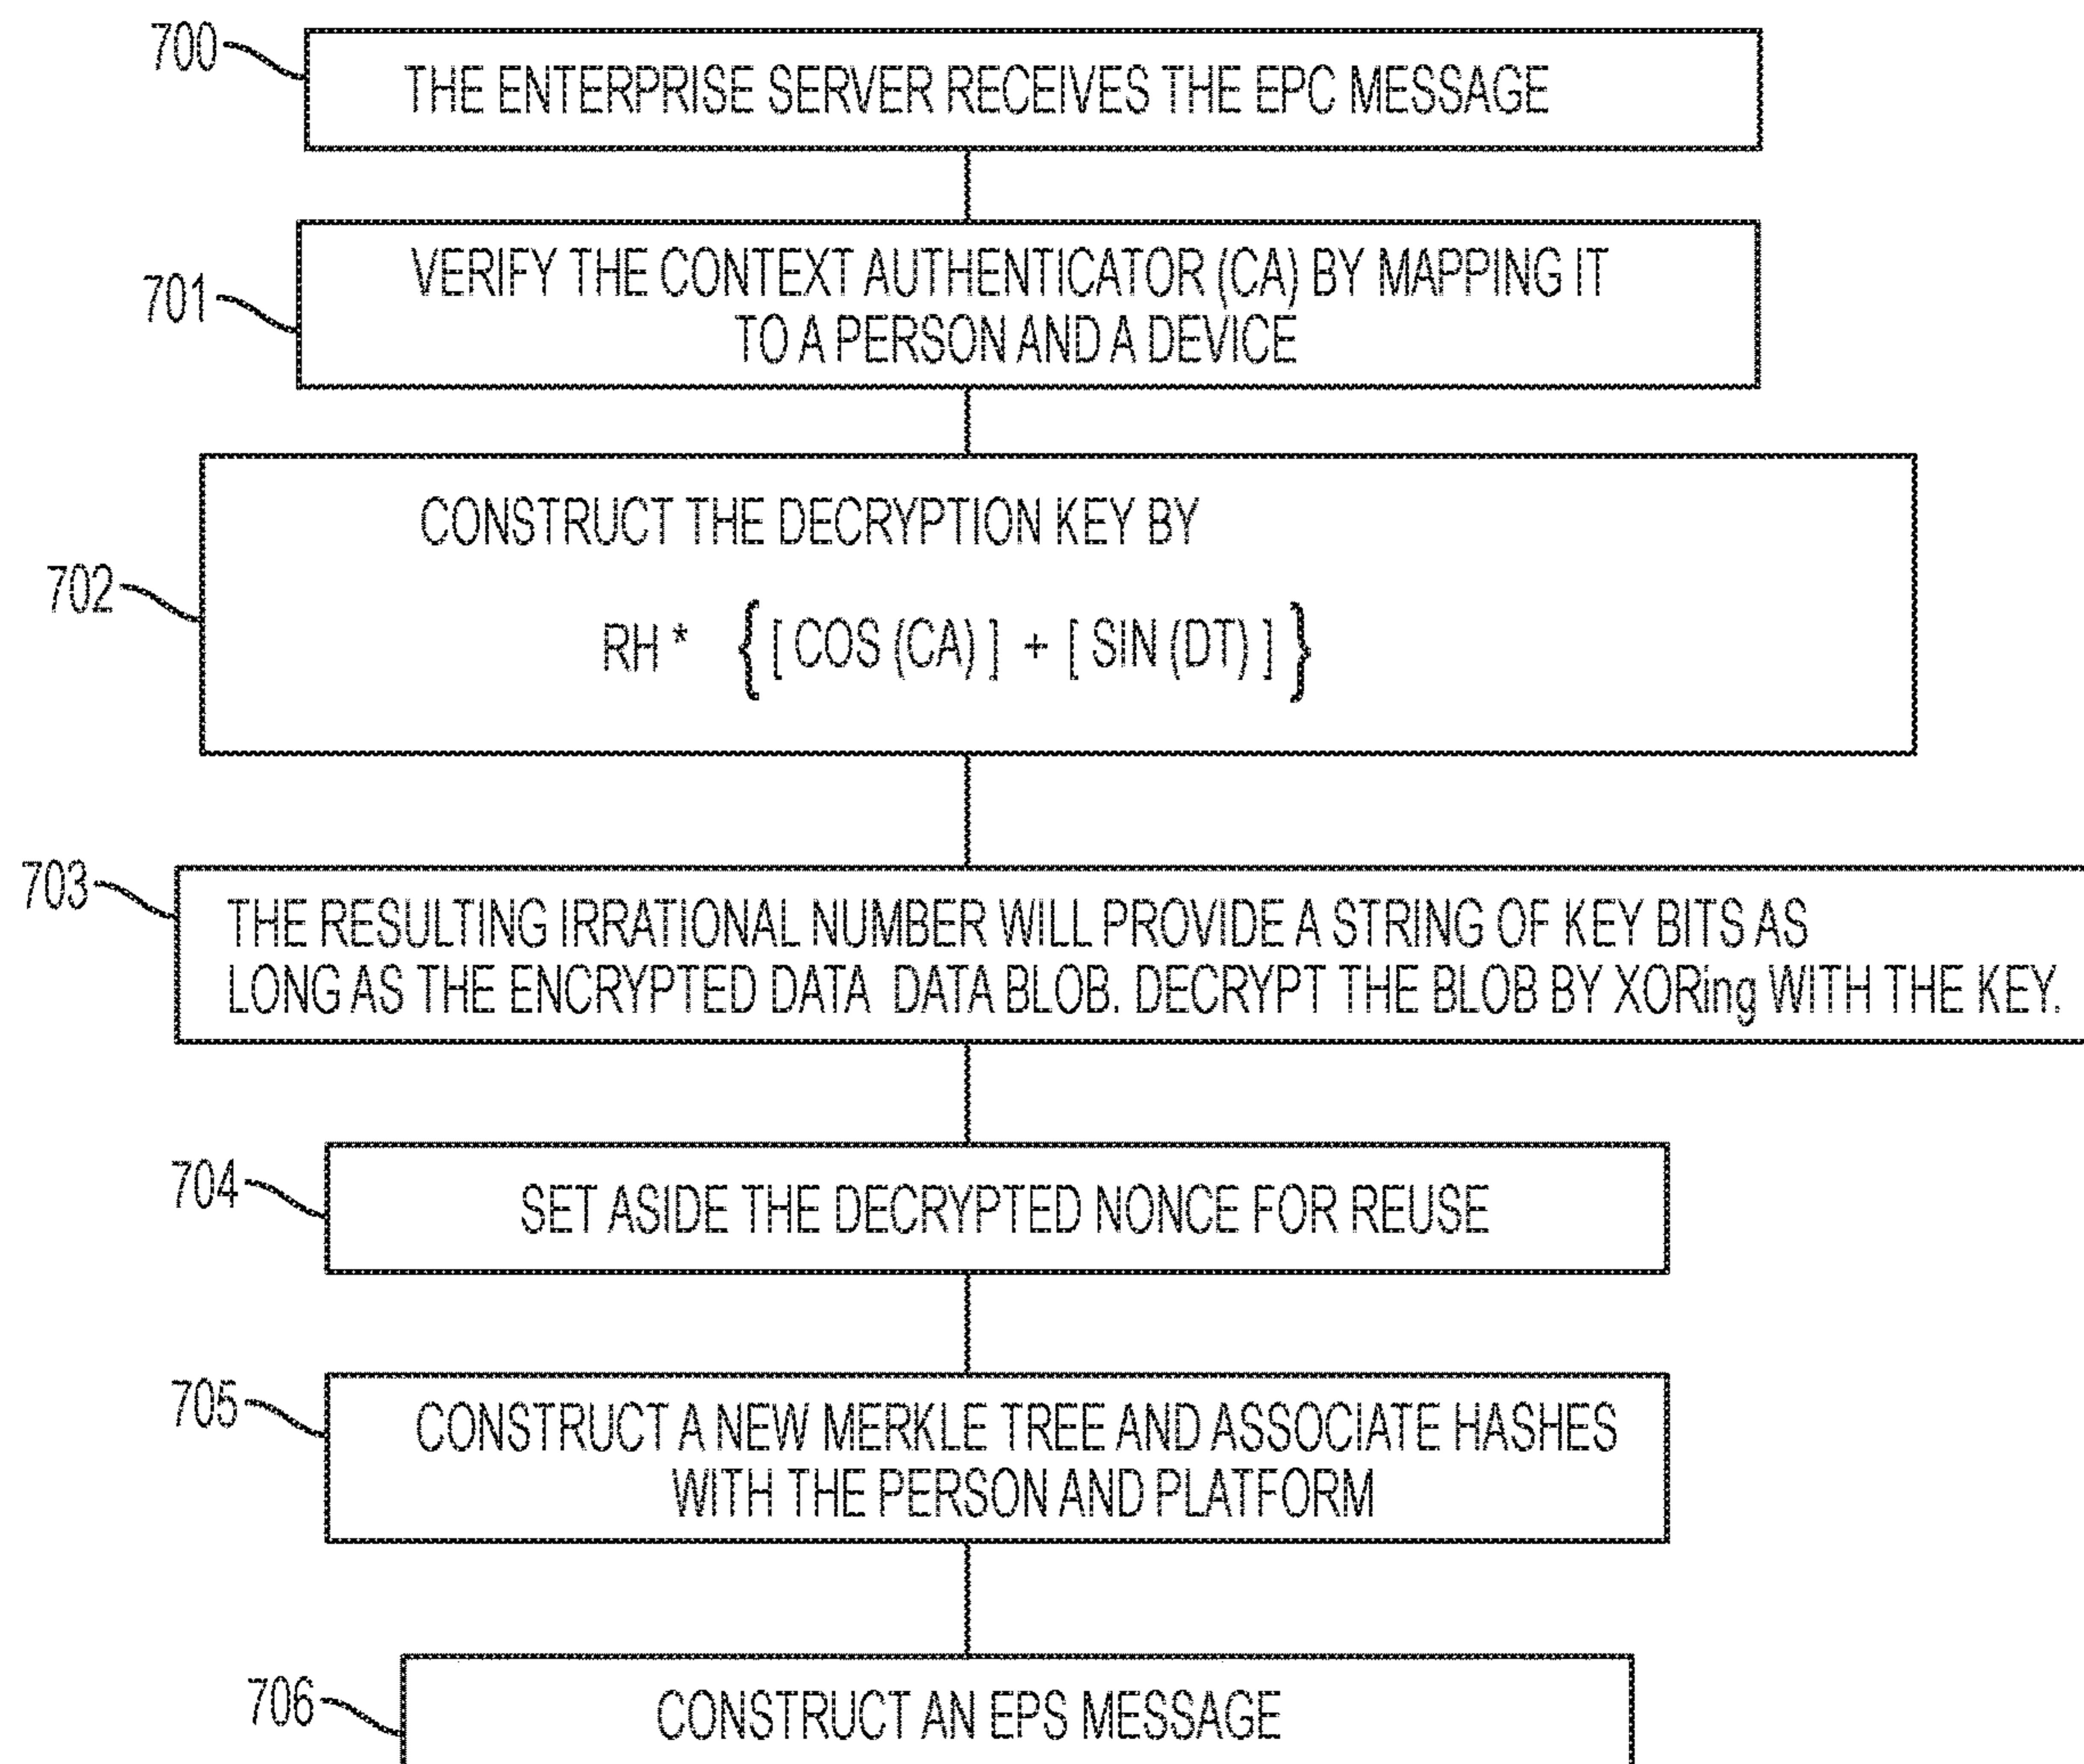 700
THE ENTERPRISE SERVER RECEIVES THE EPC MESSAGE
701
VERIFY THE CONTEXT AUTHENTICATOR (CA) BY MAPPING IT
TO A PERSON AND A DEVICE
702
CONSTRUCT THE DECRYPTION KEY BY
RH * { [ COS (CA) ] + [ SIN (DT) ] }
703
THE RESULTING IRRATIONAL NUMBER WILL PROVIDE A STRING OF KEY BITS AS
LONG AS THE ENCRYPTED DATA DATA BLOB. DECRYPT THE BLOB BY XORing WITH THE KEY.
704
SET ASIDE THE DECRYPTED NONCE FOR REUSE
705
CONSTRUCT A NEW MERKLE TREE AND ASSOCIATE HASHES
WITH THE PERSON AND PLATFORM
706
CONSTRUCT AN EPS MESSAGE